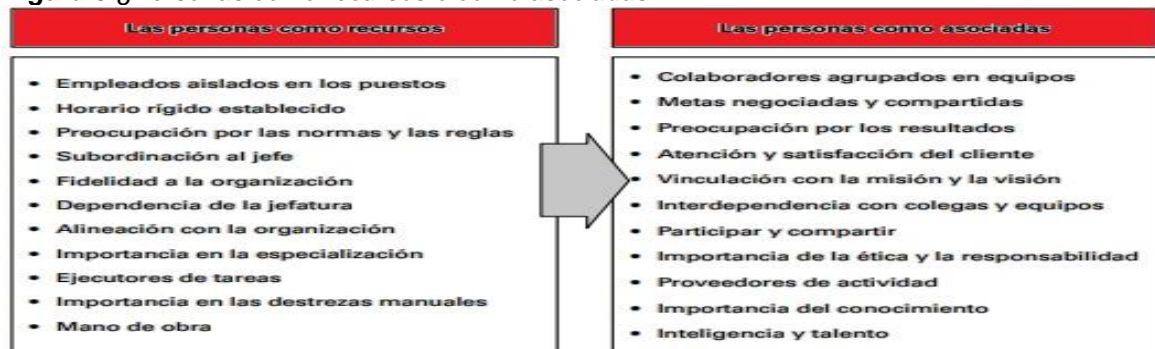 Las personas como recursos
• Empleados aislados en los puestos
• Horario rígido establecido
• Preocupación por las normas y las reglas
• Subordinación al jefe
• Fidelidad a la organización
• Dependencia de la jefatura
• Alineación con la organización
• Importancia en la especialización
• Ejecutores de tareas
• Importancia en las destrezas manuales
• Mano de obra
Las personas como asociadas
• Colaboradores agrupados en equipos
• Metas negociadas y compartidas
• Preocupación por los resultados
• Atención y satisfacción del cliente
• Vinculación con la misión y la visión
• Interdependencia con colegas y equipos
• Participar y compartir
• Importancia de la ética y la responsabilidad
• Proveedores de actividad
• Importancia del conocimiento
• Inteligencia y talento